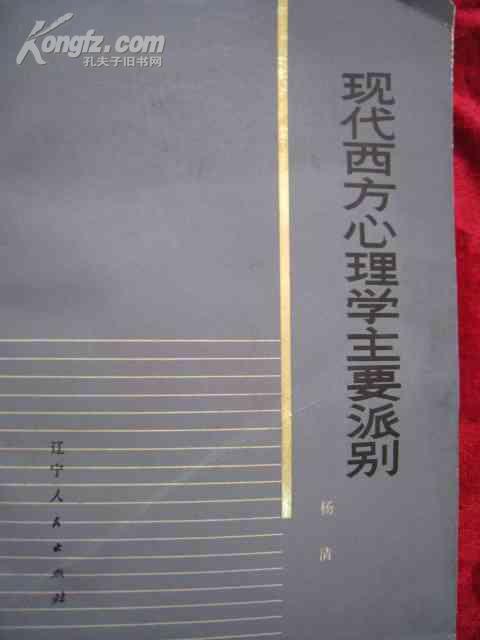 Kongfz.com
孔夫子旧书网
现代西方心理学主要派别
杨清
辽宁人民出版社